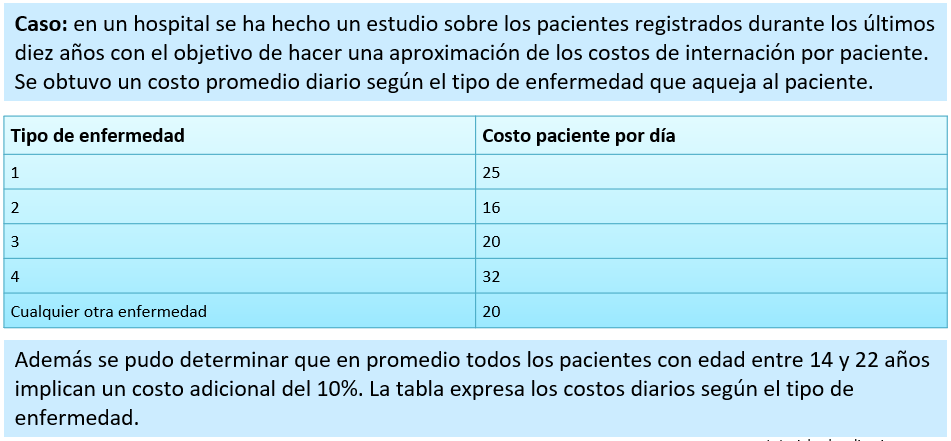 Caso: en un hospital se ha hecho un estudio sobre los pacientes registrados durante los últimos
diez años con el objetivo de hacer una aproximación de los costos de internación por paciente.
Se obtuvo un costo promedio diario según el tipo de enfermedad que aqueja al paciente.
Tipo de enfermedad Costo paciente por día
1 25
2 16
3 20
4 32
Cualquier otra enfermedad 20
Además se pudo determinar que en promedio todos los pacientes con edad entre 14 y 22 años
implican un costo adicional del 10%. La tabla expresa los costos diarios según el tipo de
enfermedad.